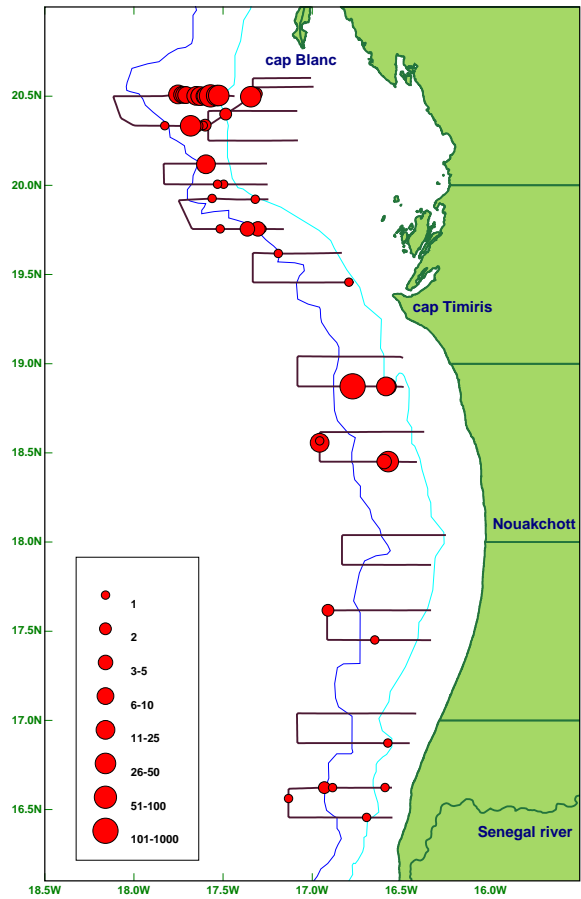 cap Blanc
20.5N
20.0N
19.5N
cap Timiris
19.0N
18.5N
Nouakchott
18.0N
1
2
17.5N
3-5
6-10
11-25
17.0N
26-50
51-100
16.5N
101-1000
Senegal river
18.5W 18.0W 17.5W 17.0W 16.5W 16.0W